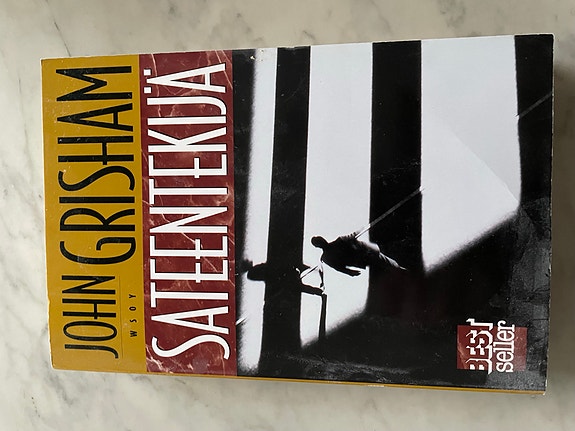 JOHN GRISHAM
WSOY
SATEENTEKIJÄ
BEST
seller